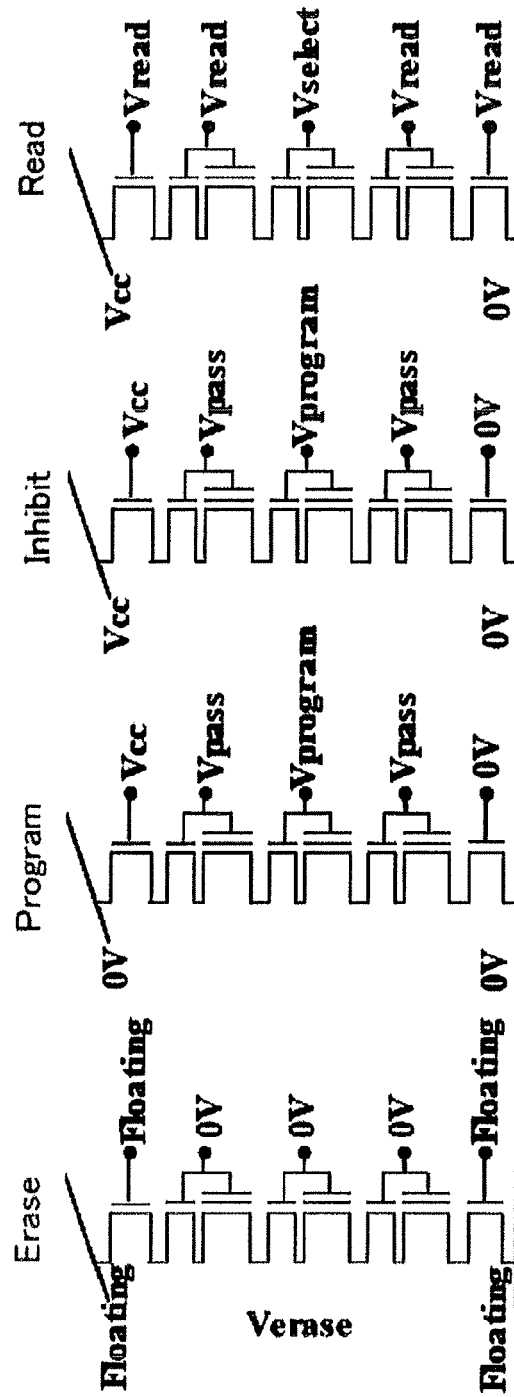 Erase
Floating
Floating
0V
0V
0V
Verase
Floating
Floating
Program
0V
Vcc
Vpass
Vprogram
Vpass
0V
0V
Inhibit
Vcc
Vcc
Vpass
Vprogram
Vpass
0V
0V
Read
Vcc
Vread
Vread
Vselect
Vread
0V
Vread